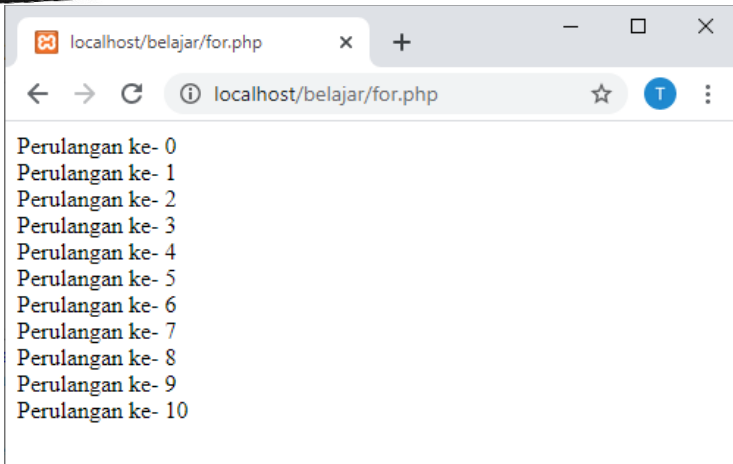 localhost/belajar/for.php
localhost/belajar/for.php
T
Perulangan ke- 0
Perulangan ke- 1
Perulangan ke- 2
Perulangan ke- 3
Perulangan ke- 4
Perulangan ke- 5
Perulangan ke- 6
Perulangan ke- 7
Perulangan ke- 8
Perulangan ke- 9
Perulangan ke- 10